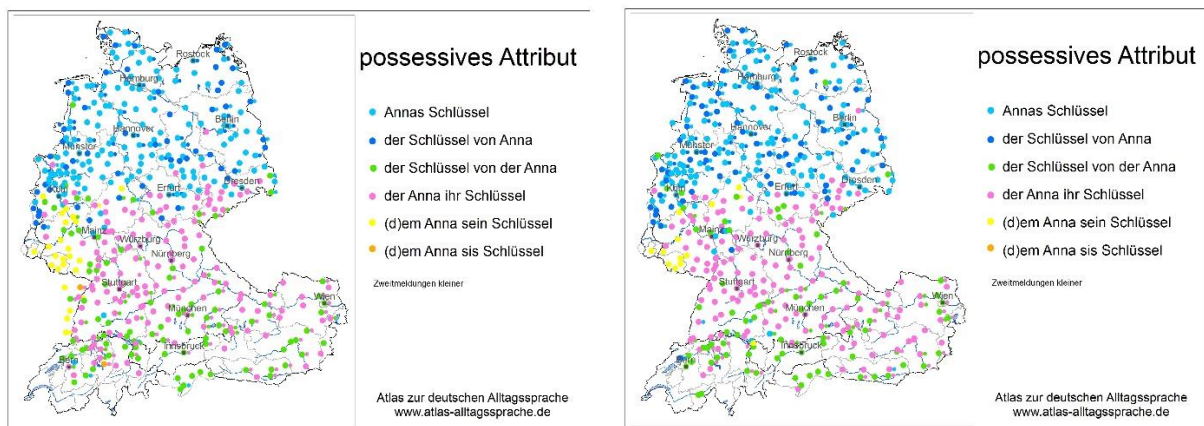 possessives Attribut
Annas Schlüssel
der Schlüssel von Anna
der Schlüssel von der Anna
der Anna ihr Schlüssel
(d)em Anna sein Schlüssel
(d)em Anna sis Schlüssel
Zweitmeldungen kleiner
Atlas zur deutschen Alltagssprache
www.atlas-alltagssprache.de
Rostock
Hamburg
Berlin
Hannover
Münster
Köln
Erfurt
Dresden
Mainz
Würzburg
Nürnberg
Stuttgart
München
Wien
Innsbruck
Bern
possessives Attribut
Annas Schlüssel
der Schlüssel von Anna
der Schlüssel von der Anna
der Anna ihr Schlüssel
(d)em Anna sein Schlüssel
(d)em Anna sis Schlüssel
Zweitmeldungen kleiner
Atlas zur deutschen Alltagssprache
www.atlas-alltagssprache.de
Rostock
Hamburg
Berlin
Hannover
Münster
Köln
Erfurt
Dresden
Mainz
Würzburg
Nürnberg
Stuttgart
München
Wien
Innsbruck
Bern